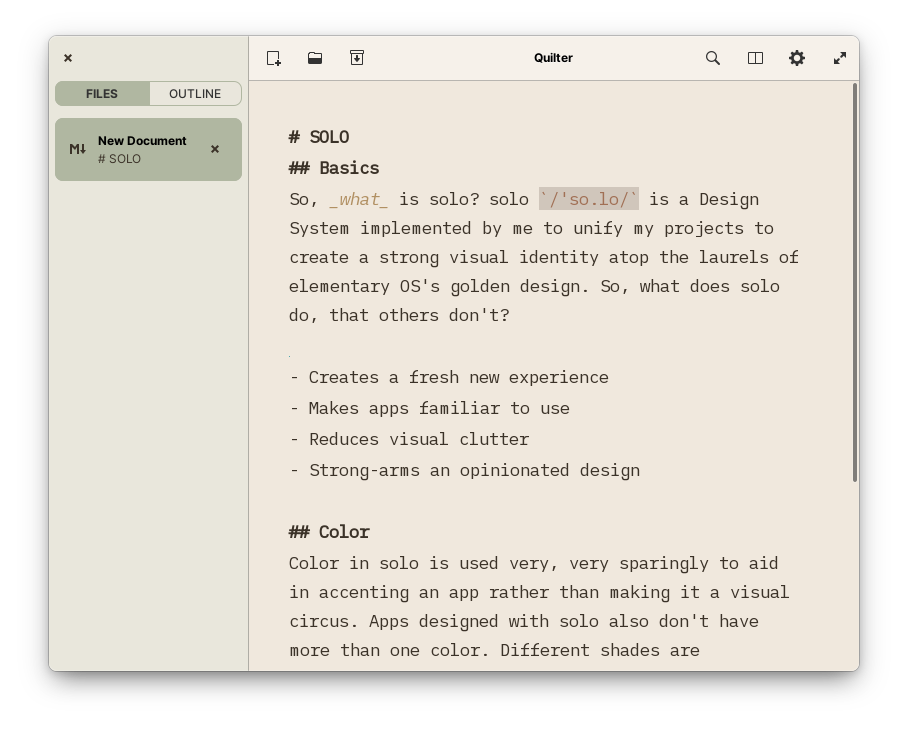 Quilter
FILES
OUTLINE
New Document
# SOLO
# SOLO
## Basics
So, _what_ is solo? solo `/'so.lo/` is a Design
System implemented by me to unify my projects to
create a strong visual identity atop the laurels of
elementary OS's golden design. So, what does solo
do, that others don't?
- Creates a fresh new experience
- Makes apps familiar to use
- Reduces visual clutter
- Strong-arms an opinionated design
## Color
Color in solo is used very, very sparingly to aid
in accenting an app rather than making it a visual
circus. Apps designed with solo also don't have
more than one color. Different shades are